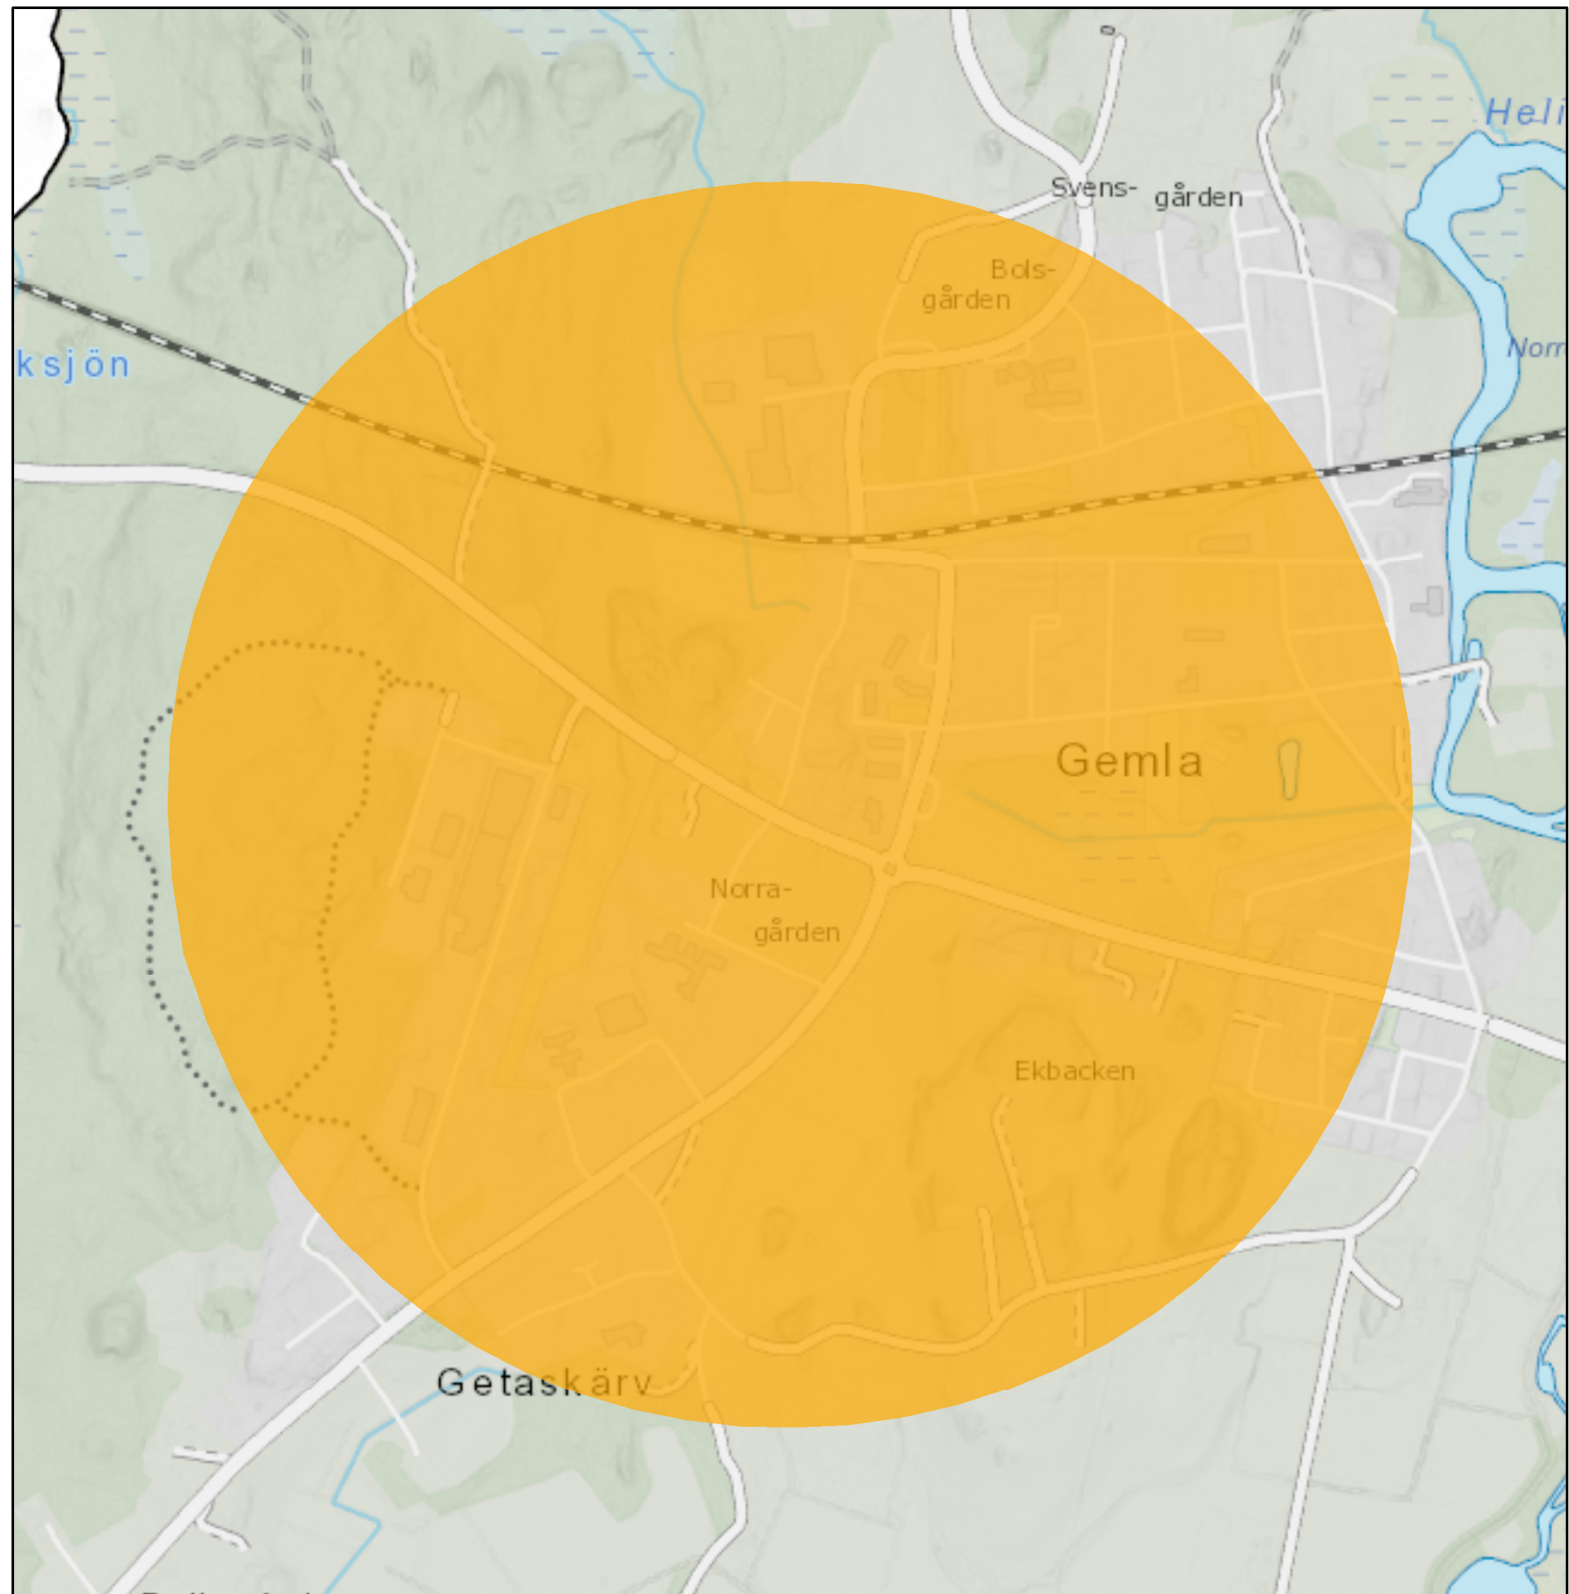 Heli
Svens-
gården
Bols-
gården
Norr
ksjön
Gemla
Norra-
gården
Ekbacken
Getaskärv